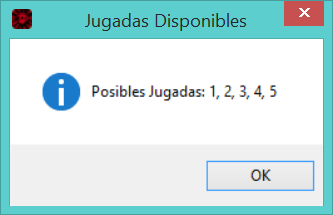 Jugadas Disponibles
Posibles Jugadas: 1, 2, 3, 4, 5
OK